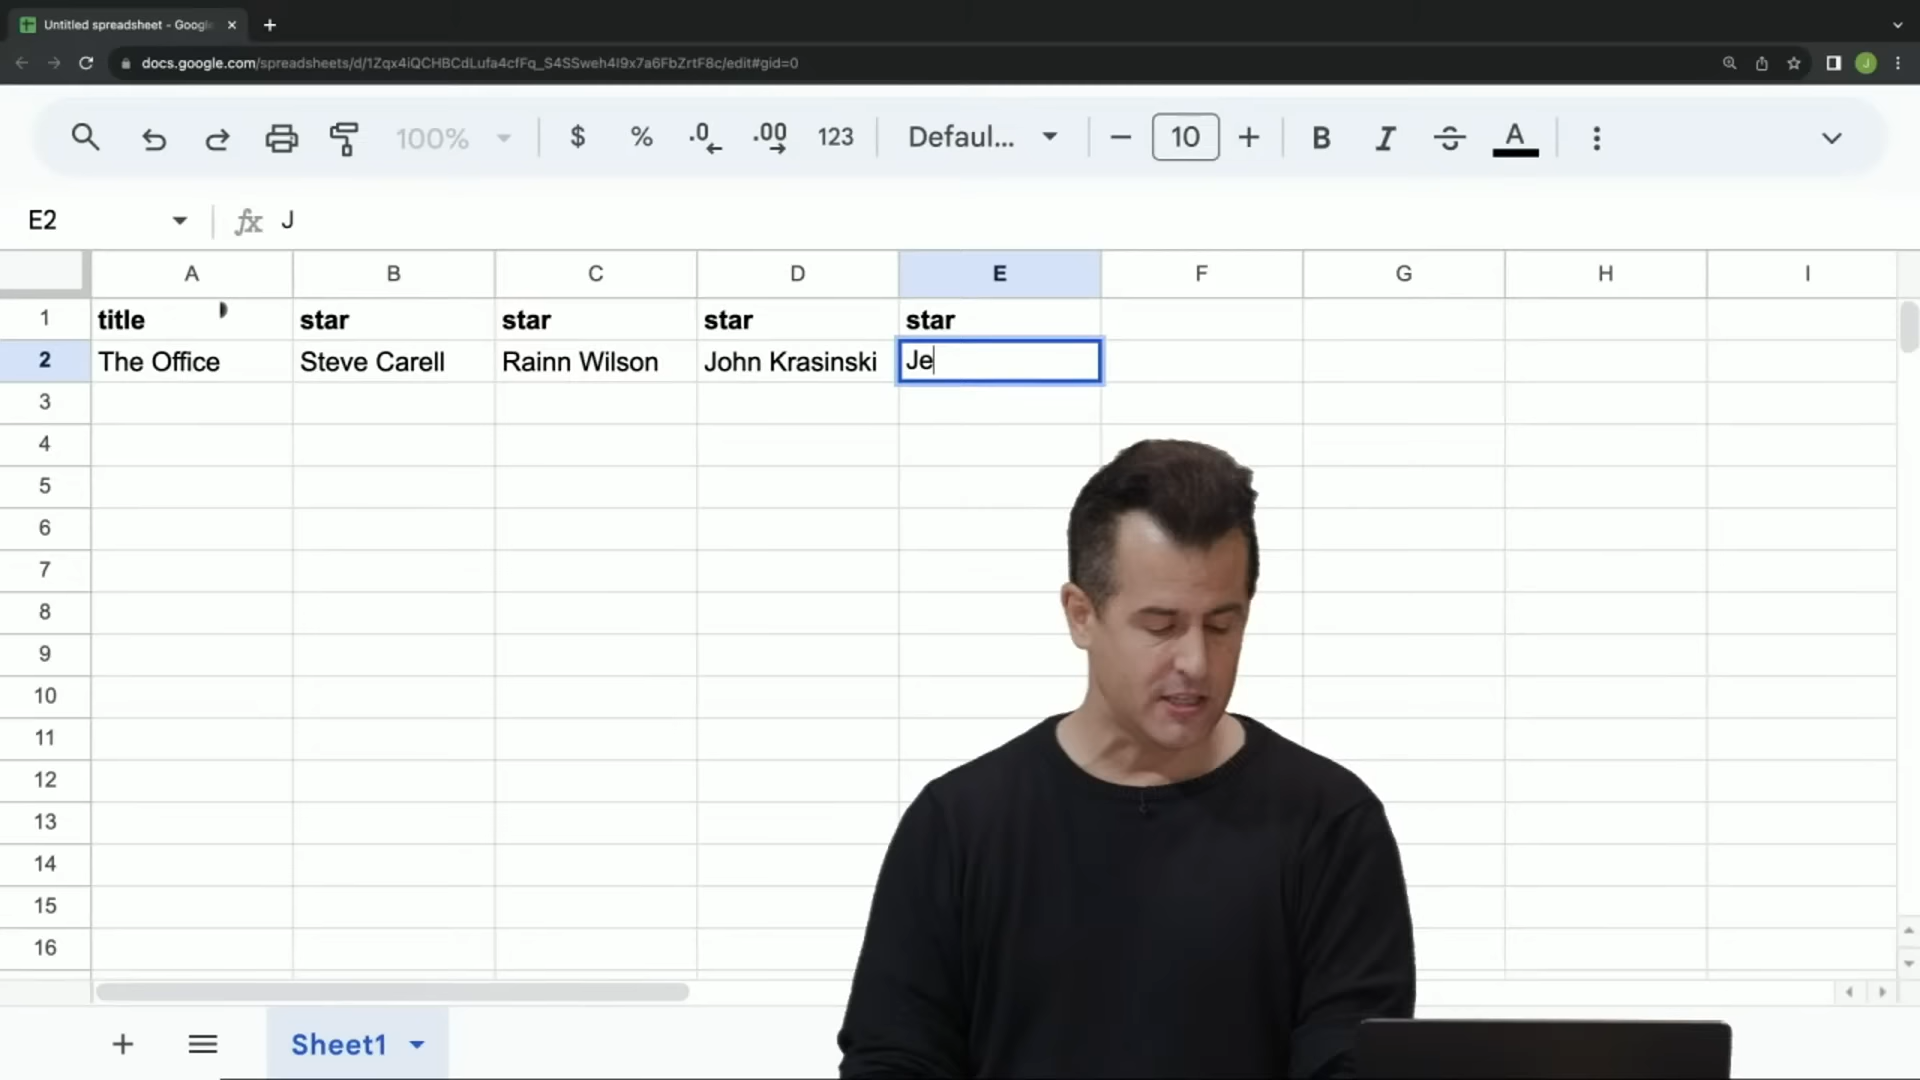 Untitled spreadsheet - Googl
docs.google.com/spreadsheets/d/1Zqx4iQCHBCdLufa4cfFq_S4SSweh4I9x7a6FbZrtF8c/edit#gid=0
J
100% $ % .0 .00 123 Defaul... 10 B I S A
E2 fx J
A B C D E F G H I
1 title star star star star
2 The Office Steve Carell Rainn Wilson John Krasinski Je
3
4
5
6
7
8
9
10
11
12
13
14
15
16
Sheet1